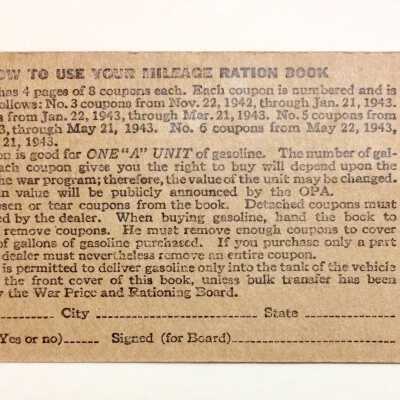 OW TO USE YOUR MILEAGE RATION BOOK
has 4 pages of 8 coupons each. Each coupon is numbered and is
follows: No. 3 coupons from Nov. 22, 1942, through Jan. 21, 1943.
s from Jan. 22, 1943, through Mar. 21, 1943. No. 5 coupons from
3, through May 21, 1943. No. 6 coupons from May 22, 1943,
21, 1943.
on is good for ONE "A" UNIT of gasoline. The number of gal-
each coupon gives you the right to buy will depend upon the
he war program; therefore, the value of the unit may be changed.
n value will be publicly announced by the OPA.
osen or tear coupons from the book. Detached coupons must
ed by the dealer. When buying gasoline, hand the book to
remove coupons. He must remove enough coupons to cover
of gallons of gasoline purchased. If you purchase only a part
dealer must nevertheless remove an entire coupon.
is permitted to deliver gasoline only into the tank of the vehicle
the front cover of this book, unless bulk transfer has been
y the War Price and Rationing Board.
City State
Yes or no) Signed (for Board)